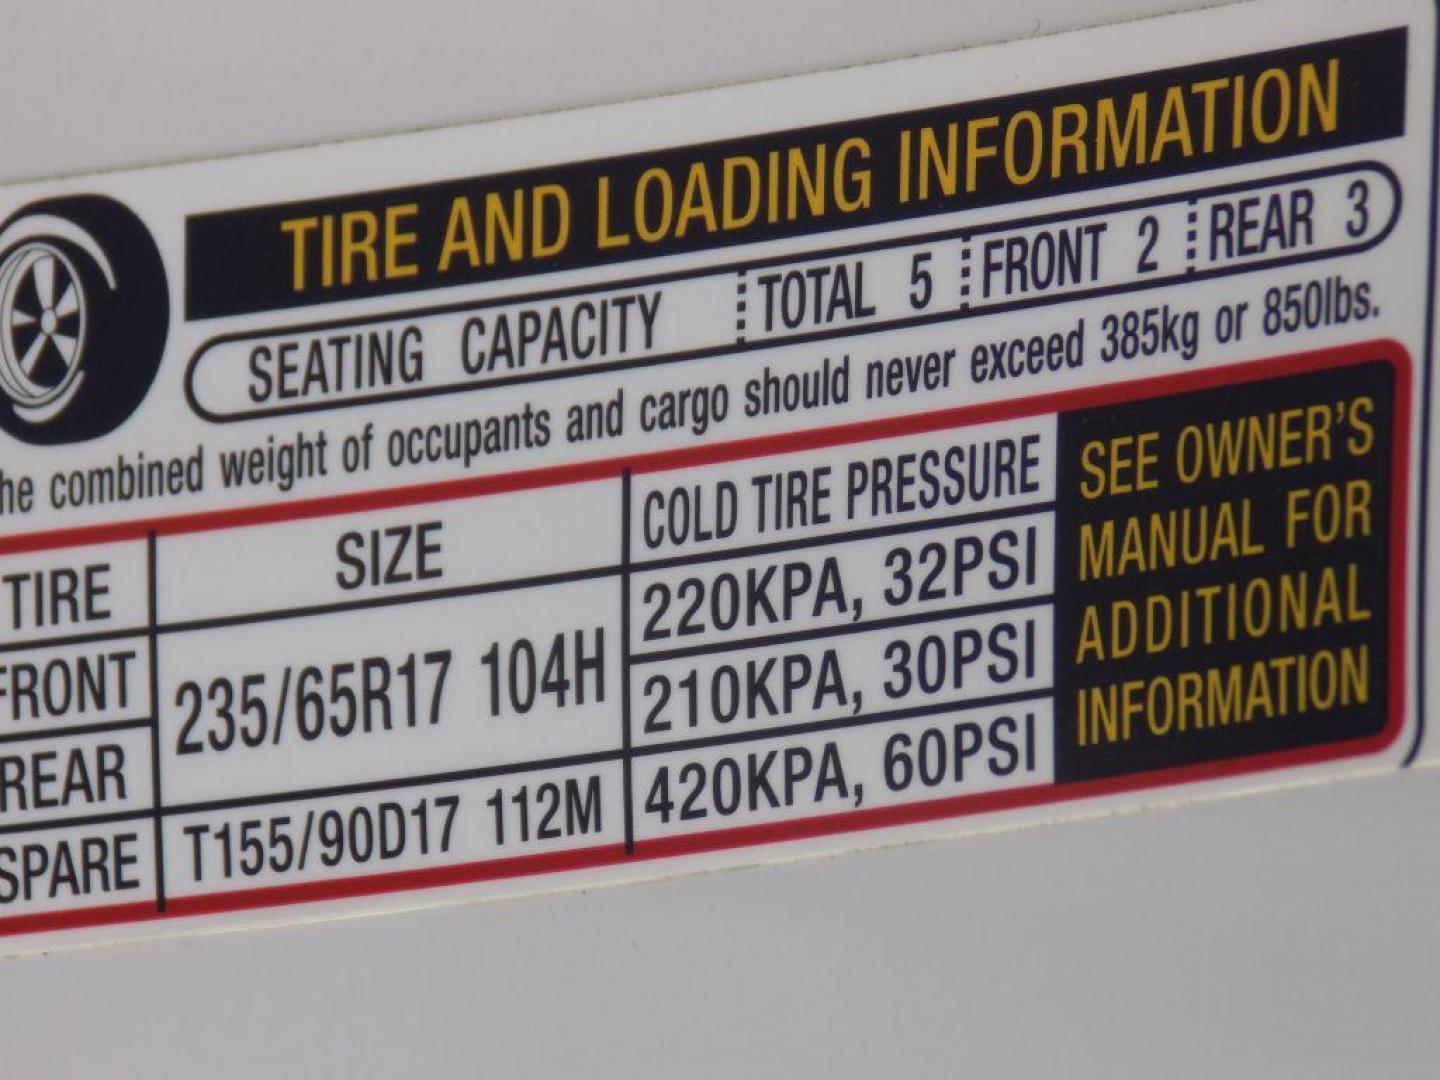 TIRE AND LOADING INFORMATION
SEATING CAPACITY TOTAL 5 FRONT 2 REAR 3
he combined weight of occupants and cargo should never exceed 385kg or 850lbs.
TIRE SIZE COLD TIRE PRESSURE
FRONT 235/65R17 104H 220KPA, 32PSI
REAR 210KPA, 30PSI
SPARE T155/90D17 112M 420KPA, 60PSI
SEE OWNER'S
MANUAL FOR
ADDITIONAL
INFORMATION